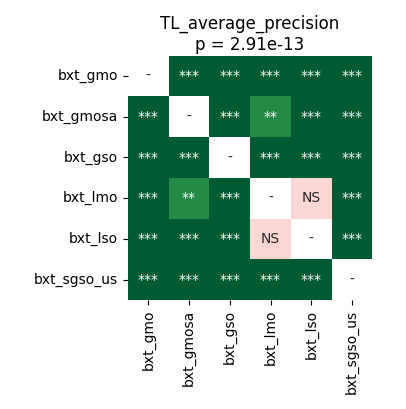 TL_average_precision
p = 2.91e-13
bxt_gmo - *** *** *** *** ***
bxt_gmosa *** - *** ** *** ***
bxt_gso *** *** - *** *** ***
bxt_lmo *** ** *** - NS ***
bxt_lso *** *** *** NS - ***
bxt_sgso_us *** *** *** *** *** -
bxt_gmo
bxt_gmosa
bxt_gso
bxt_lmo
bxt_lso
bxt_sgso_us